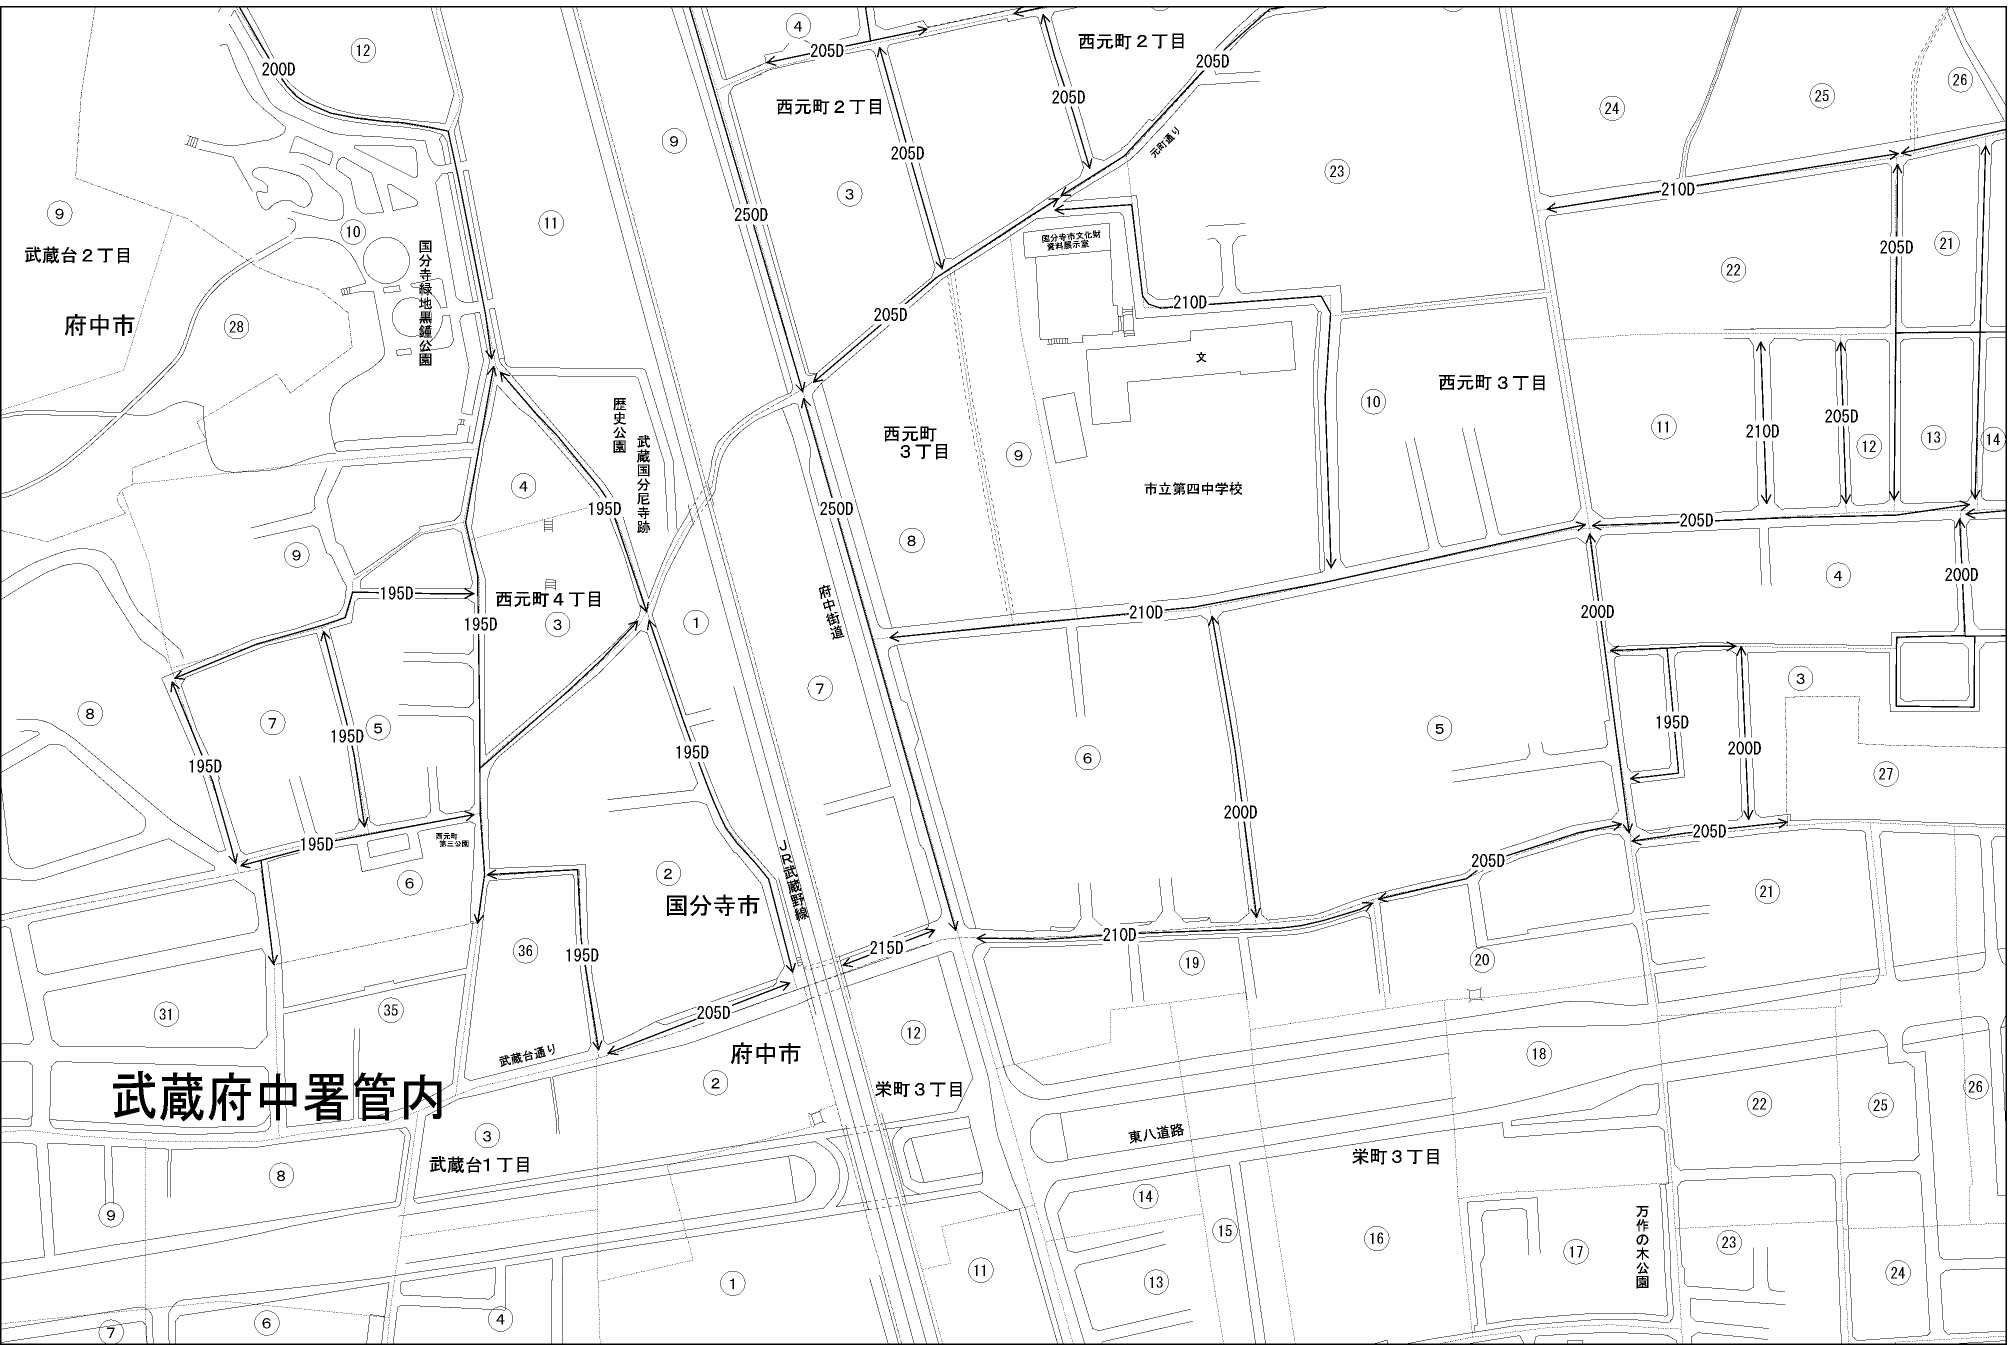 ④
205D
西元町２丁目
⑫
200D
205D
西元町２丁目
205D
㉖
㉕
㉔
⑨
元町通り
205D
㉓
③
210D
⑨
⑪
250D
⑩
武蔵台２丁目
国分寺緑地黒鐘公園
国分寺市文化財
資料展示室
205D
㉑
㉒
210D
205D
府中市
㉘
文
西元町３丁目
歴史公園
武蔵国分尼寺跡
⑩
西元町
３丁目
⑨
⑪
210D
205D
⑫
⑬
⑭
④
195D
市立第四中学校
250D
205D
⑨
⑧
④
200D
195D
西元町４丁目
195D
③
①
府中街道
210D
200D
⑦
③
⑧
⑦
195D
⑤
195D
195D
⑥
⑤
195D
200D
㉗
200D
195D
西元町
第三公園
205D
205D
⑥
②
JR武蔵野線
国分寺市
㉑
㊱
195D
215D
210D
⑲
⑳
㉛
㉟
205D
⑫
武蔵台通り
府中市
⑱
武蔵府中署管内
②
栄町３丁目
㉒
㉕
㉖
③
東八道路
武蔵台1丁目
栄町３丁目
⑧
⑨
⑭
⑮
⑯
⑰
万作の木公園
㉓
①
⑪
⑬
㉔
⑦
⑥
④